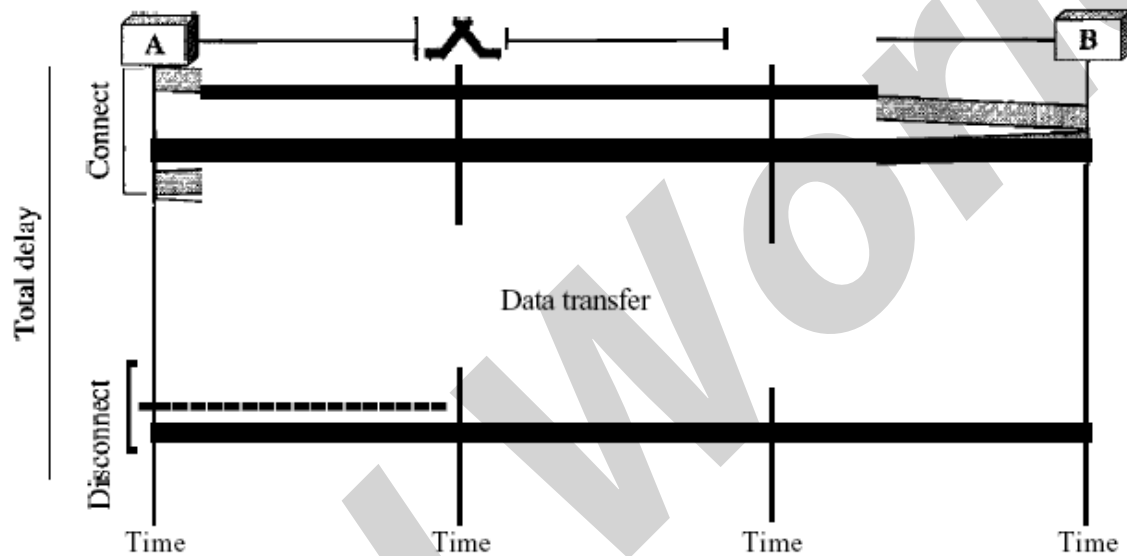 A
B
Connect
Total delay
Data transfer
Disconnect
Time
Time
Time
Time